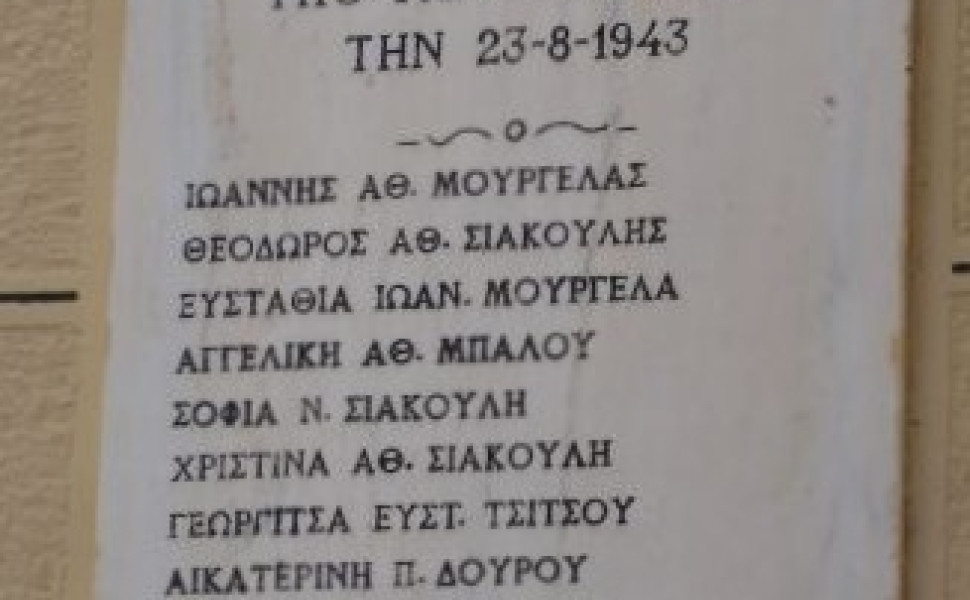 ΤΗΝ 23-8-1943
ΙΩΑΝΝΗΣ ΑΘ. ΜΟΥΡΓΕΛΑΣ
ΘΕΟΔΩΡΟΣ ΑΘ. ΣΙΑΚΟΥΛΗΣ
ΕΥΣΤΑΘΙΑ ΙΩΑΝ. ΜΟΥΡΓΕΛΑ
ΑΓΓΕΛΙΚΗ ΑΘ. ΜΠΑΛΟΥ
ΣΟΦΙΑ Ν. ΣΙΑΚΟΥΛΗ
ΧΡΙΣΤΙΝΑ ΑΘ. ΣΙΑΚΟΥΛΗ
ΓΕΩΡΓΙΤΣΑ ΕΥΣΤ. ΤΣΙΤΣΟΥ
ΑΙΚΑΤΕΡΙΝΗ Π. ΔΟΥΡΟΥ